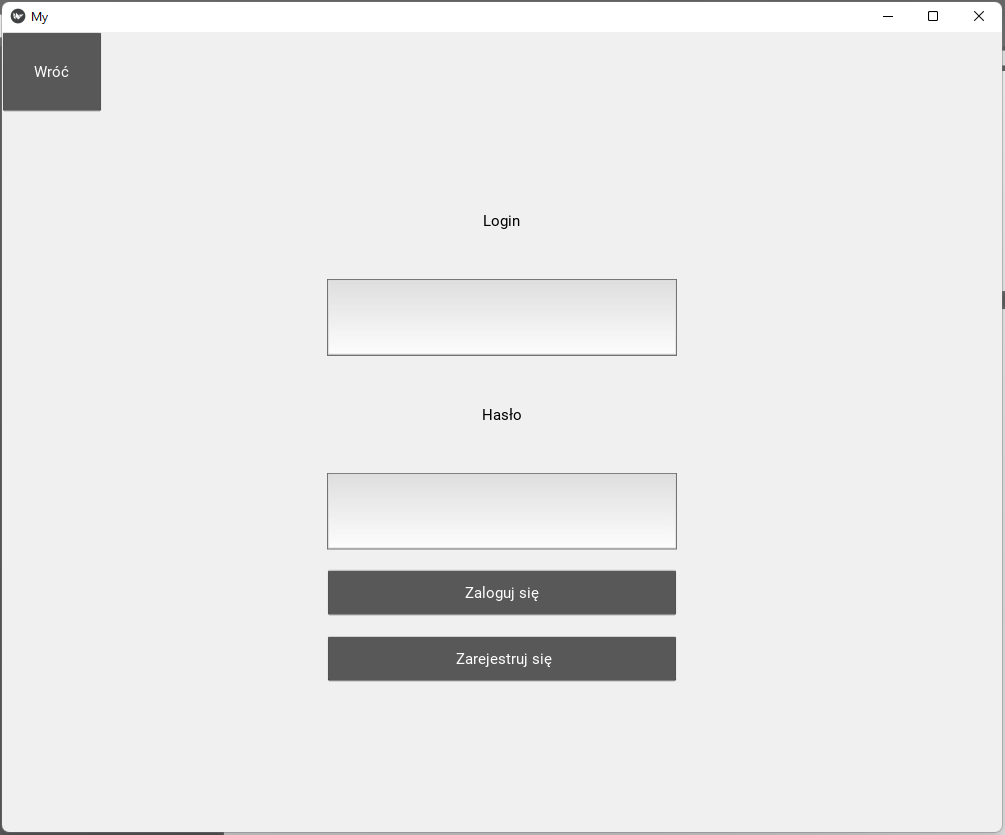 My
Wróć
Login
Hasło
Zaloguj się
Zarejestruj się